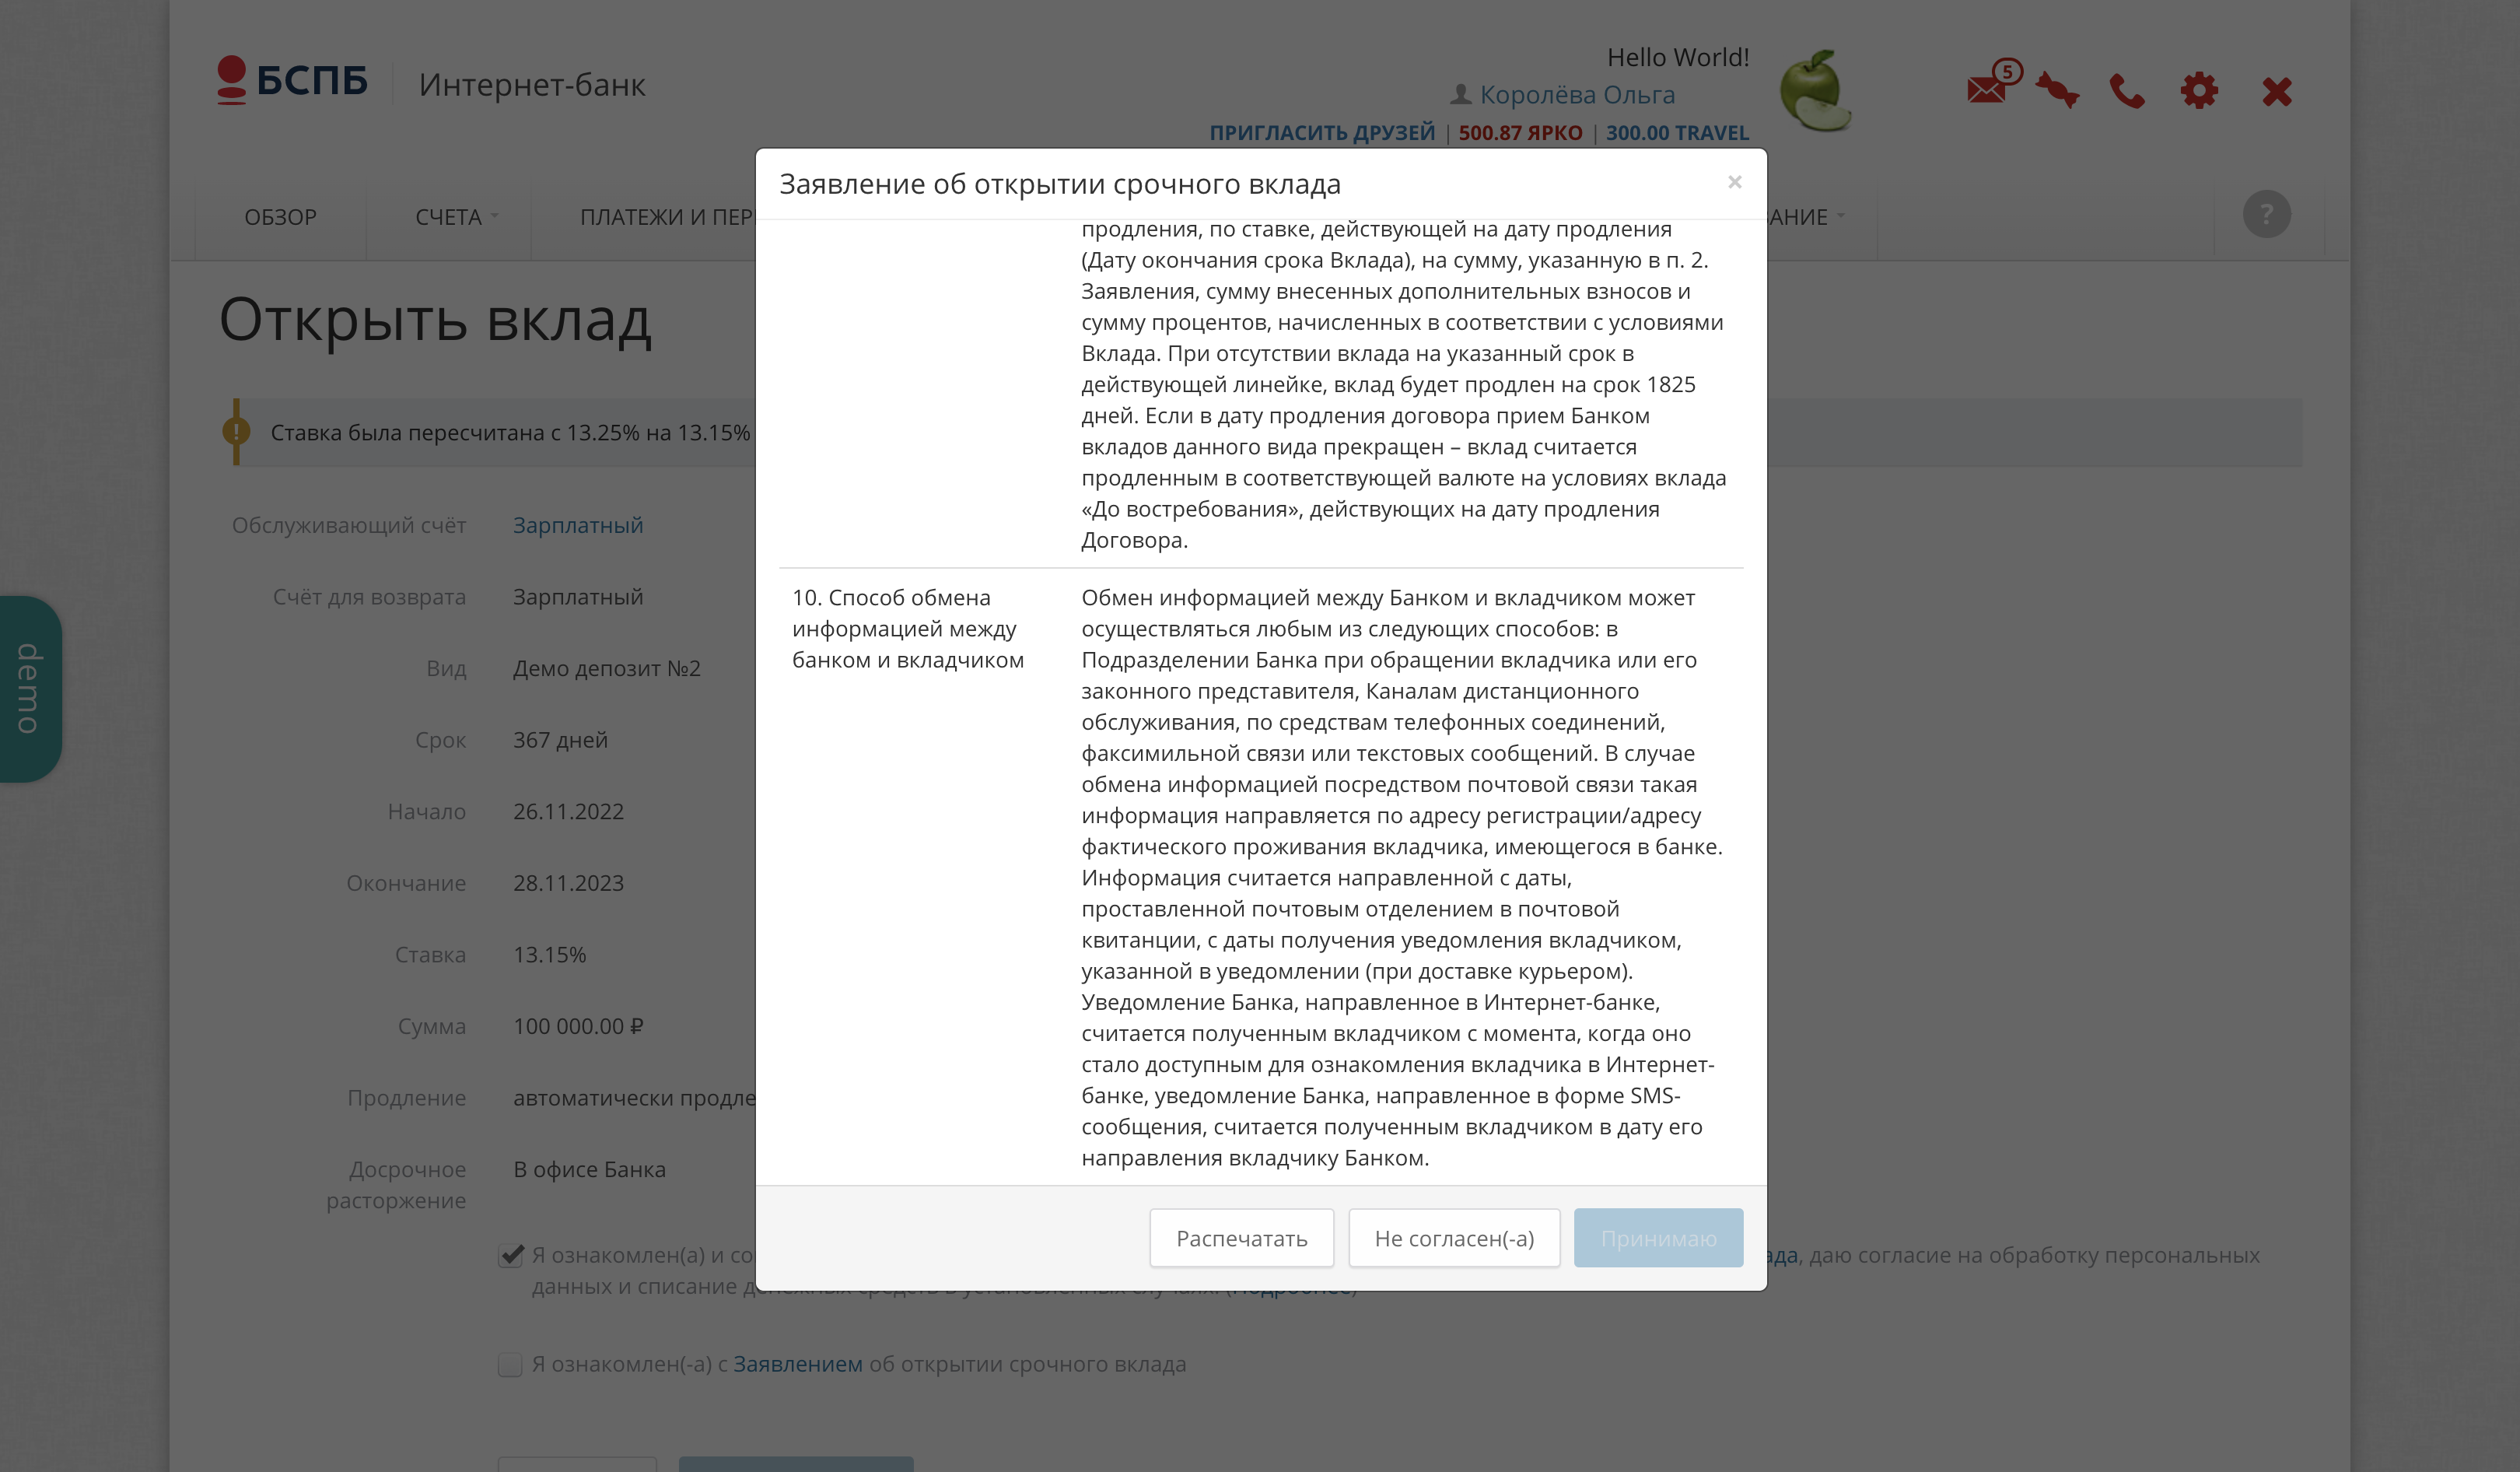 БСПБ
Интернет-банк
Hello World!
Королёва Ольга
ПРИГЛАСИТЬ ДРУЗЕЙ | 500.87 ЯРКО | 300.00 TRAVEL
5
ОБЗОР
СЧЕТА
ПЛАТЕЖИ И ПЕР
АНИЕ
?
Открыть вклад
!
Ставка была пересчитана с 13.25% на 13.15%
Обслуживающий счёт Зарплатный
Счёт для возврата Зарплатный
Вид Демо депозит №2
Срок 367 дней
Начало 26.11.2022
Окончание 28.11.2023
Ставка 13.15%
Сумма 100 000.00 ₽
Продление автоматически продле
Досрочное В офисе Банка
расторжение
Я ознакомлен(а) и со
ада, даю согласие на обработку персональных
данных и списание денежных средств в установленных случаях. (Подробнее)
Я ознакомлен(-а) с Заявлением об открытии срочного вклада
demo
Заявление об открытии срочного вклада
×
продления, по ставке, действующей на дату продления
(Дату окончания срока Вклада), на сумму, указанную в п. 2.
Заявления, сумму внесенных дополнительных взносов и
сумму процентов, начисленных в соответствии с условиями
Вклада. При отсутствии вклада на указанный срок в
действующей линейке, вклад будет продлен на срок 1825
дней. Если в дату продления договора прием Банком
вкладов данного вида прекращен – вклад считается
продленным в соответствующей валюте на условиях вклада
«До востребования», действующих на дату продления
Договора.
10. Способ обмена
информацией между
банком и вкладчиком
Обмен информацией между Банком и вкладчиком может
осуществляться любым из следующих способов: в
Подразделении Банка при обращении вкладчика или его
законного представителя, Каналам дистанционного
обслуживания, по средствам телефонных соединений,
факсимильной связи или текстовых сообщений. В случае
обмена информацией посредством почтовой связи такая
информация направляется по адресу регистрации/адресу
фактического проживания вкладчика, имеющегося в банке.
Информация считается направленной с даты,
проставленной почтовым отделением в почтовой
квитанции, с даты получения уведомления вкладчиком,
указанной в уведомлении (при доставке курьером).
Уведомление Банка, направленное в Интернет-банке,
считается полученным вкладчиком с момента, когда оно
стало доступным для ознакомления вкладчика в Интернет-
банке, уведомление Банка, направленное в форме SMS-
сообщения, считается полученным вкладчиком в дату его
направления вкладчику Банком.
Распечатать
Не согласен(-а)
Принимаю